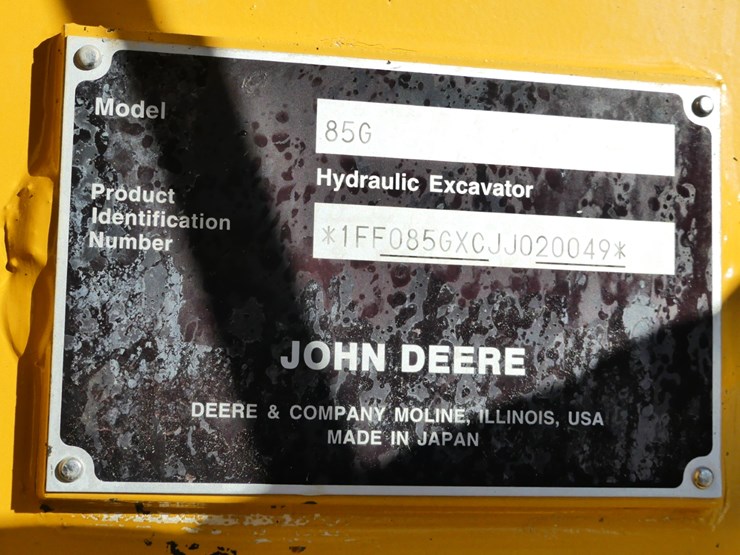 Model
85G
Hydraulic Excavator
Product
Identification
Number
*1FF085GXCJJ020049*
JOHN DEERE
DEERE & COMPANY MOLINE, ILLINOIS, USA
MADE IN JAPAN